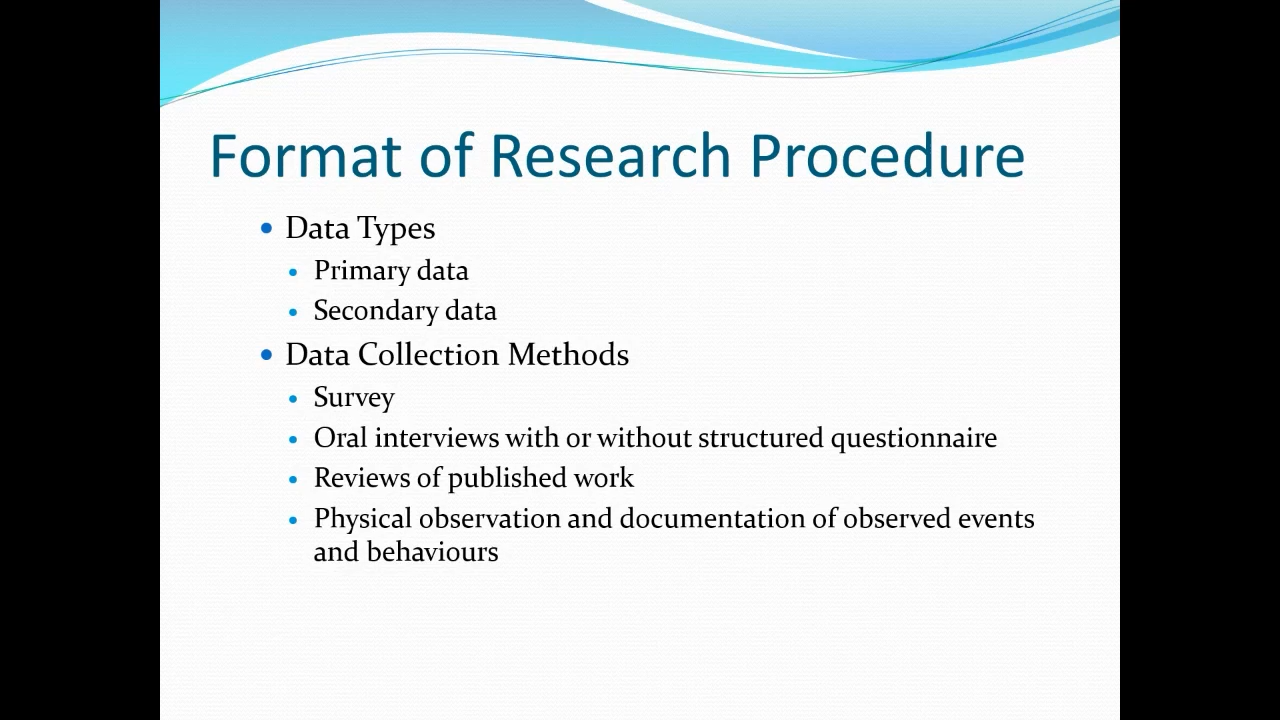 Format of Research Procedure
• Data Types
• Primary data
• Secondary data
• Data Collection Methods
• Survey
• Oral interviews with or without structured questionnaire
• Reviews of published work
• Physical observation and documentation of observed events
and behaviours